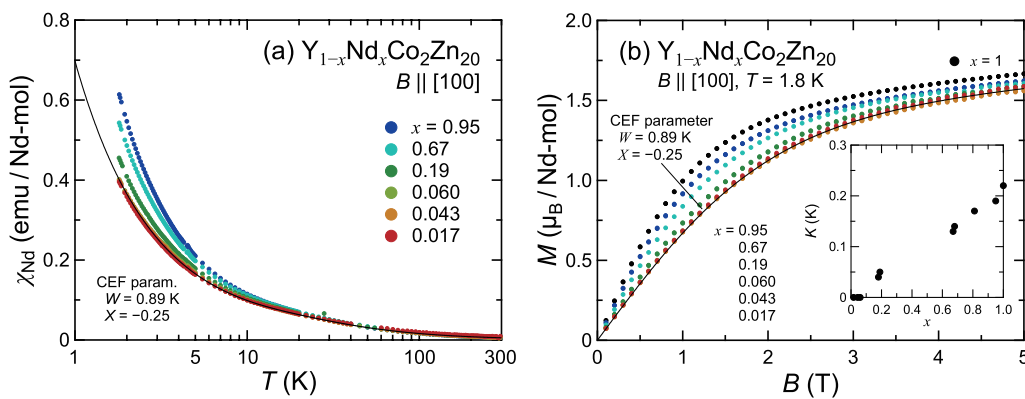 (a) Y₁₋ₓNdₓCo₂Zn₂₀
B || [100]
x = 0.95
0.67
0.19
0.060
0.043
0.017
CEF param.
W = 0.89 K
X = −0.25
χNd (emu / Nd-mol)
0.8
0.6
0.4
0.2
0
1
5
10
50
100
300
T (K)
(b) Y₁₋ₓNdₓCo₂Zn₂₀
B || [100], T = 1.8 K
x = 1
CEF parameter
W = 0.89 K
X = −0.25
x = 0.95
0.67
0.19
0.060
0.043
0.017
M (μB / Nd-mol)
2.0
1.5
1.0
0.5
0
0
1
2
3
4
5
B (T)
K (K)
0.3
0.2
0.1
0
0
0.2
0.4
0.6
0.8
1.0
x